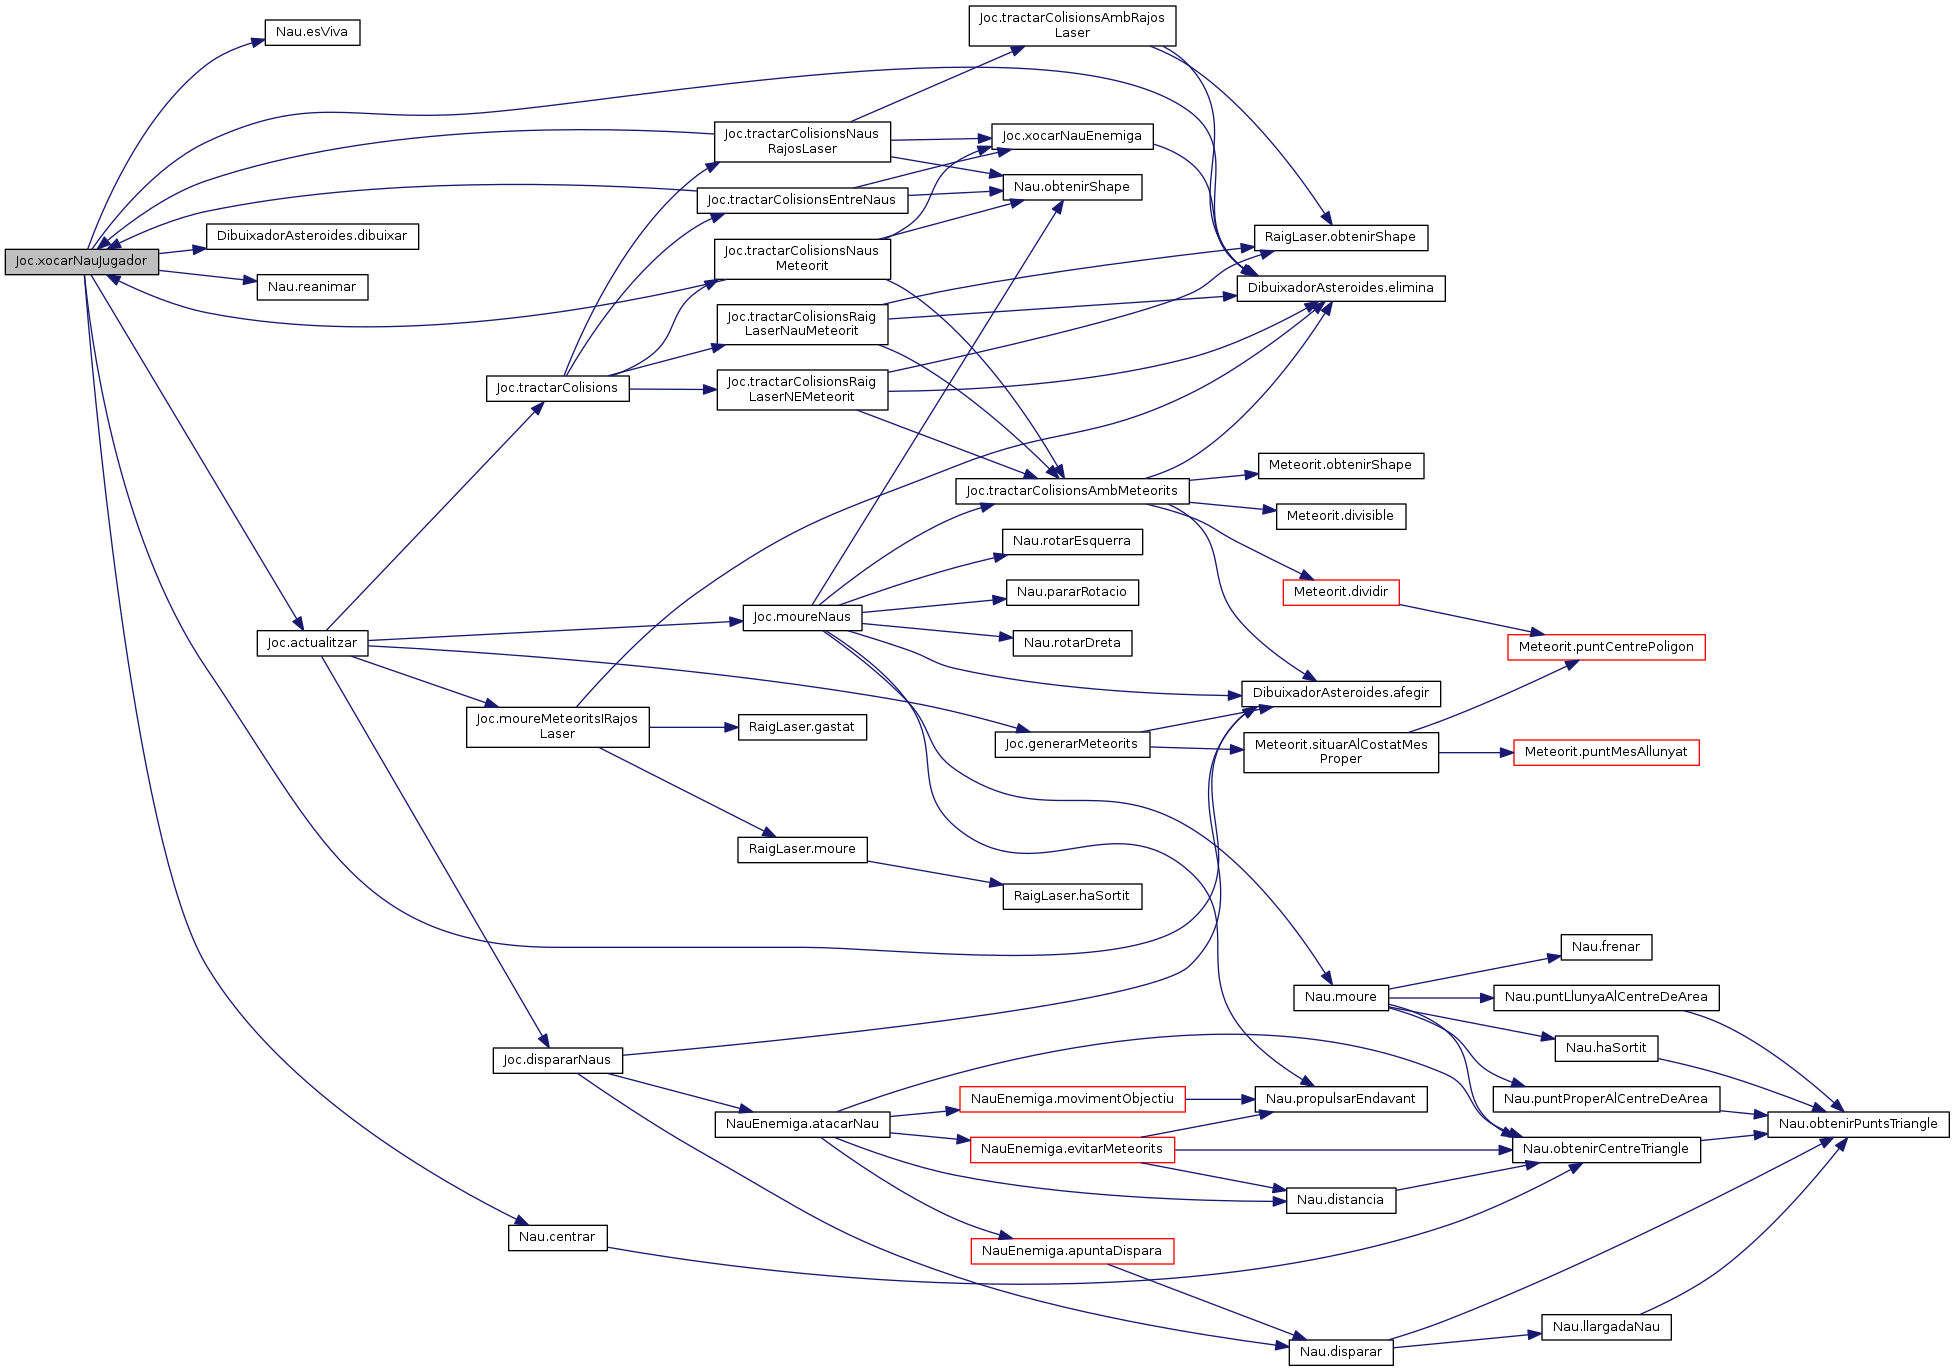 Joc.xocarNauJugador
Nau.esViva
DibuixadorAsteroides.dibuixar
Nau.reanimar
Joc.actualitzar
Joc.tractarColisions
Joc.moureMeteoritsIRajos
Laser
Joc.dispararNaus
Nau.centrar
Joc.tractarColisionsNaus
RajosLaser
Joc.tractarColisionsEntreNaus
Joc.tractarColisionsNaus
Meteorit
Joc.tractarColisionsRaig
LaserNauMeteorit
Joc.tractarColisionsRaig
LaserNEMeteorit
Joc.moureNaus
RaigLaser.gastat
RaigLaser.moure
NauEnemiga.atacarNau
Joc.tractarColisionsAmbRajos
Laser
Joc.xocarNauEnemiga
Nau.obtenirShape
Joc.tractarColisionsAmbMeteorits
Nau.rotarEsquerra
Nau.pararRotacio
Nau.rotarDreta
Joc.generarMeteorits
RaigLaser.haSortit
NauEnemiga.movimentObjectiu
NauEnemiga.evitarMeteorits
NauEnemiga.apuntaDispara
RaigLaser.obtenirShape
DibuixadorAsteroides.elimina
Meteorit.obtenirShape
Meteorit.divisible
Meteorit.dividir
DibuixadorAsteroides.afegir
Meteorit.situarAlCostatMes
Proper
Nau.moure
Nau.propulsarEndavant
Nau.distancia
Nau.disparar
Meteorit.puntCentrePoligon
Meteorit.puntMesAllunyat
Nau.frenar
Nau.puntLlunyaAlCentreDeArea
Nau.haSortit
Nau.puntProperAlCentreDeArea
Nau.obtenirCentreTriangle
Nau.llargadaNau
Nau.obtenirPuntsTriangle